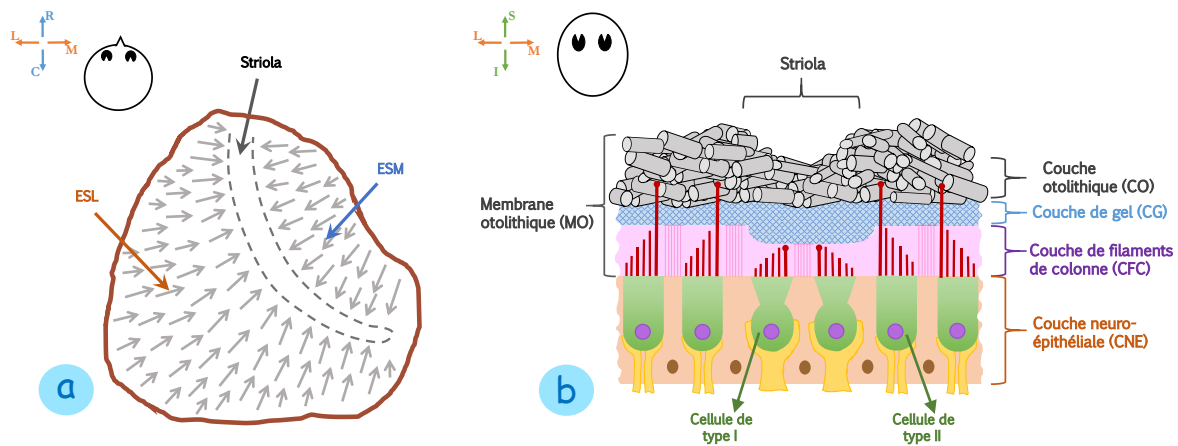 R
L
M
C
Striola
ESL
ESM
a
S
L
M
I
Striola
Membrane
otolithique (MO)
Couche
otolithique (CO)
Couche de gel (CG)
Couche de filaments
de colonne (CFC)
Couche neuro-
épithéliale (CNE)
b
Cellule de
type I
Cellule de
type II